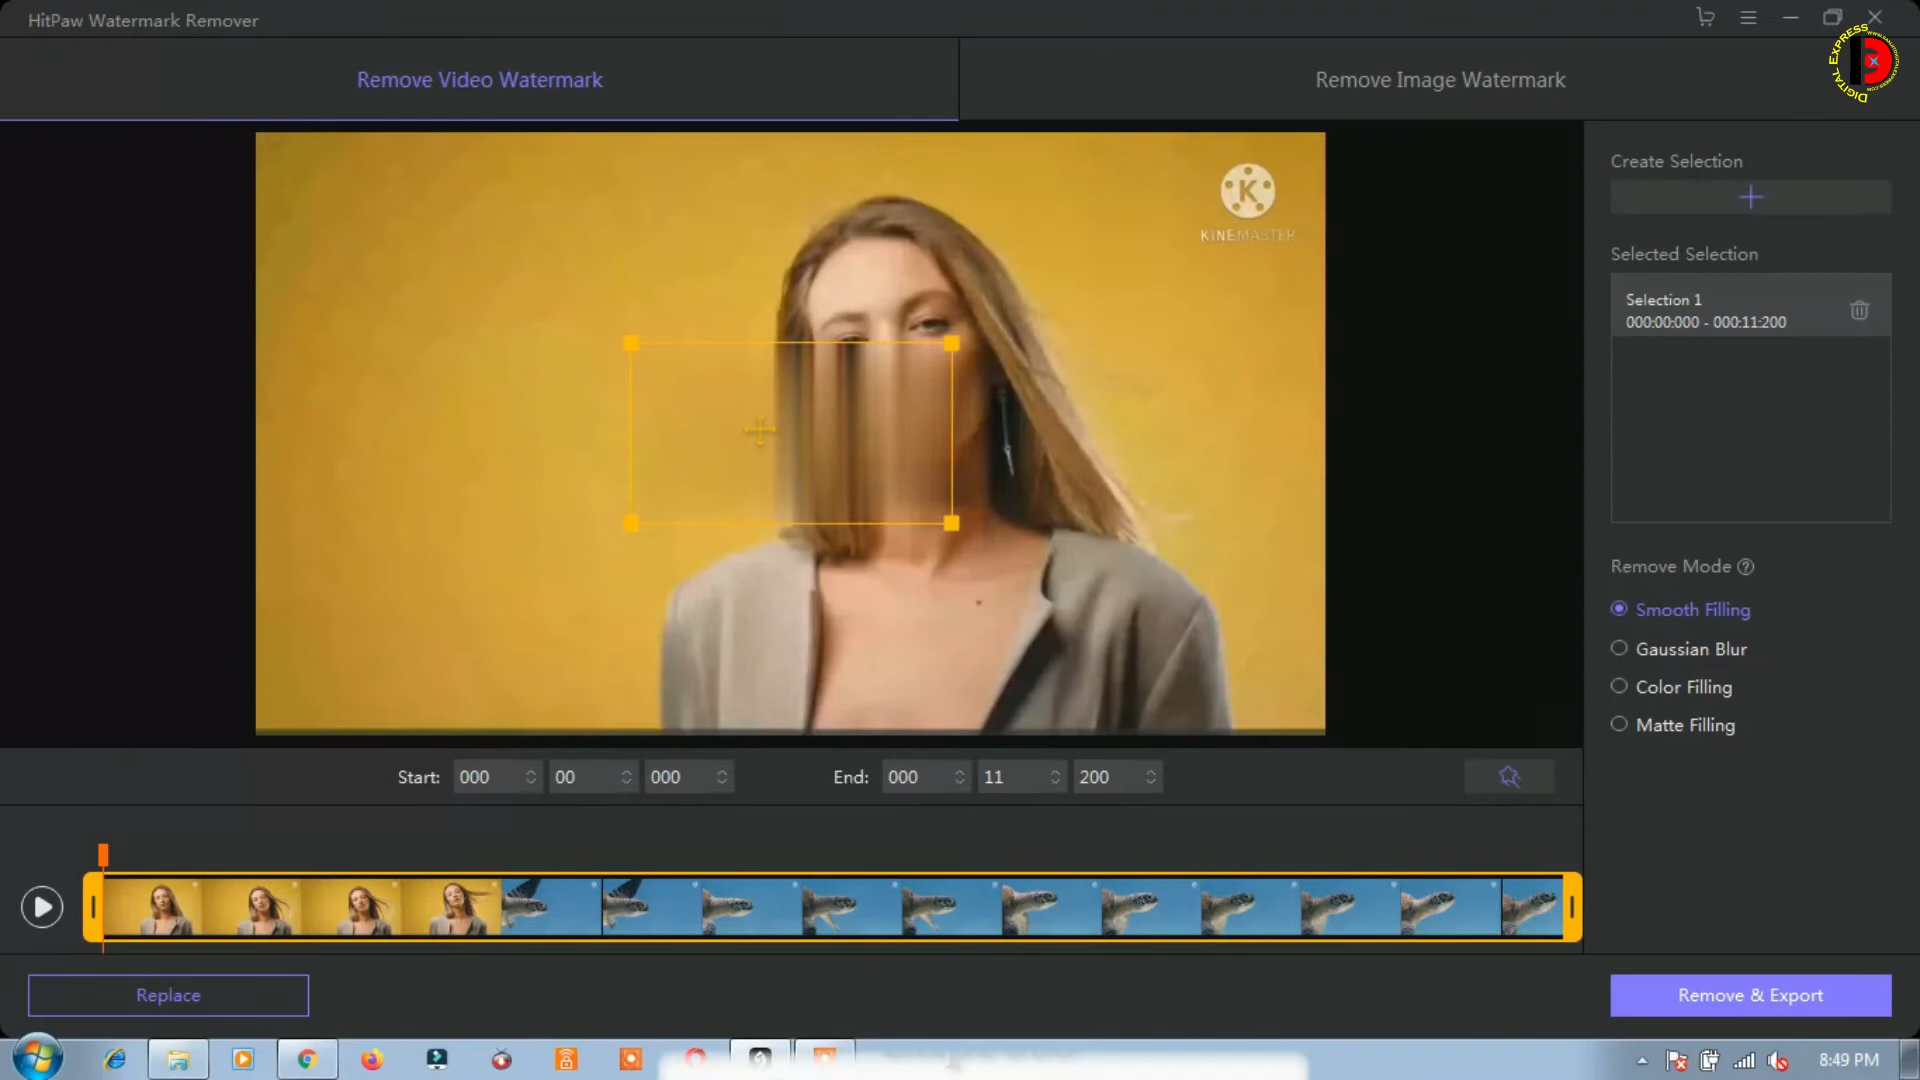 HitPaw Watermark Remover
Remove Video Watermark
Remove Image Watermark
DIGITAL EXPRESS
KINEMASTER
K
Create Selection
Selected Selection
Selection 1
000:00:000 - 000:11:200
Remove Mode ?
Smooth Filling
Gaussian Blur
Color Filling
Matte Filling
Start: 000 00 000 End: 000 11 200
Replace
Remove & Export
8:49 PM